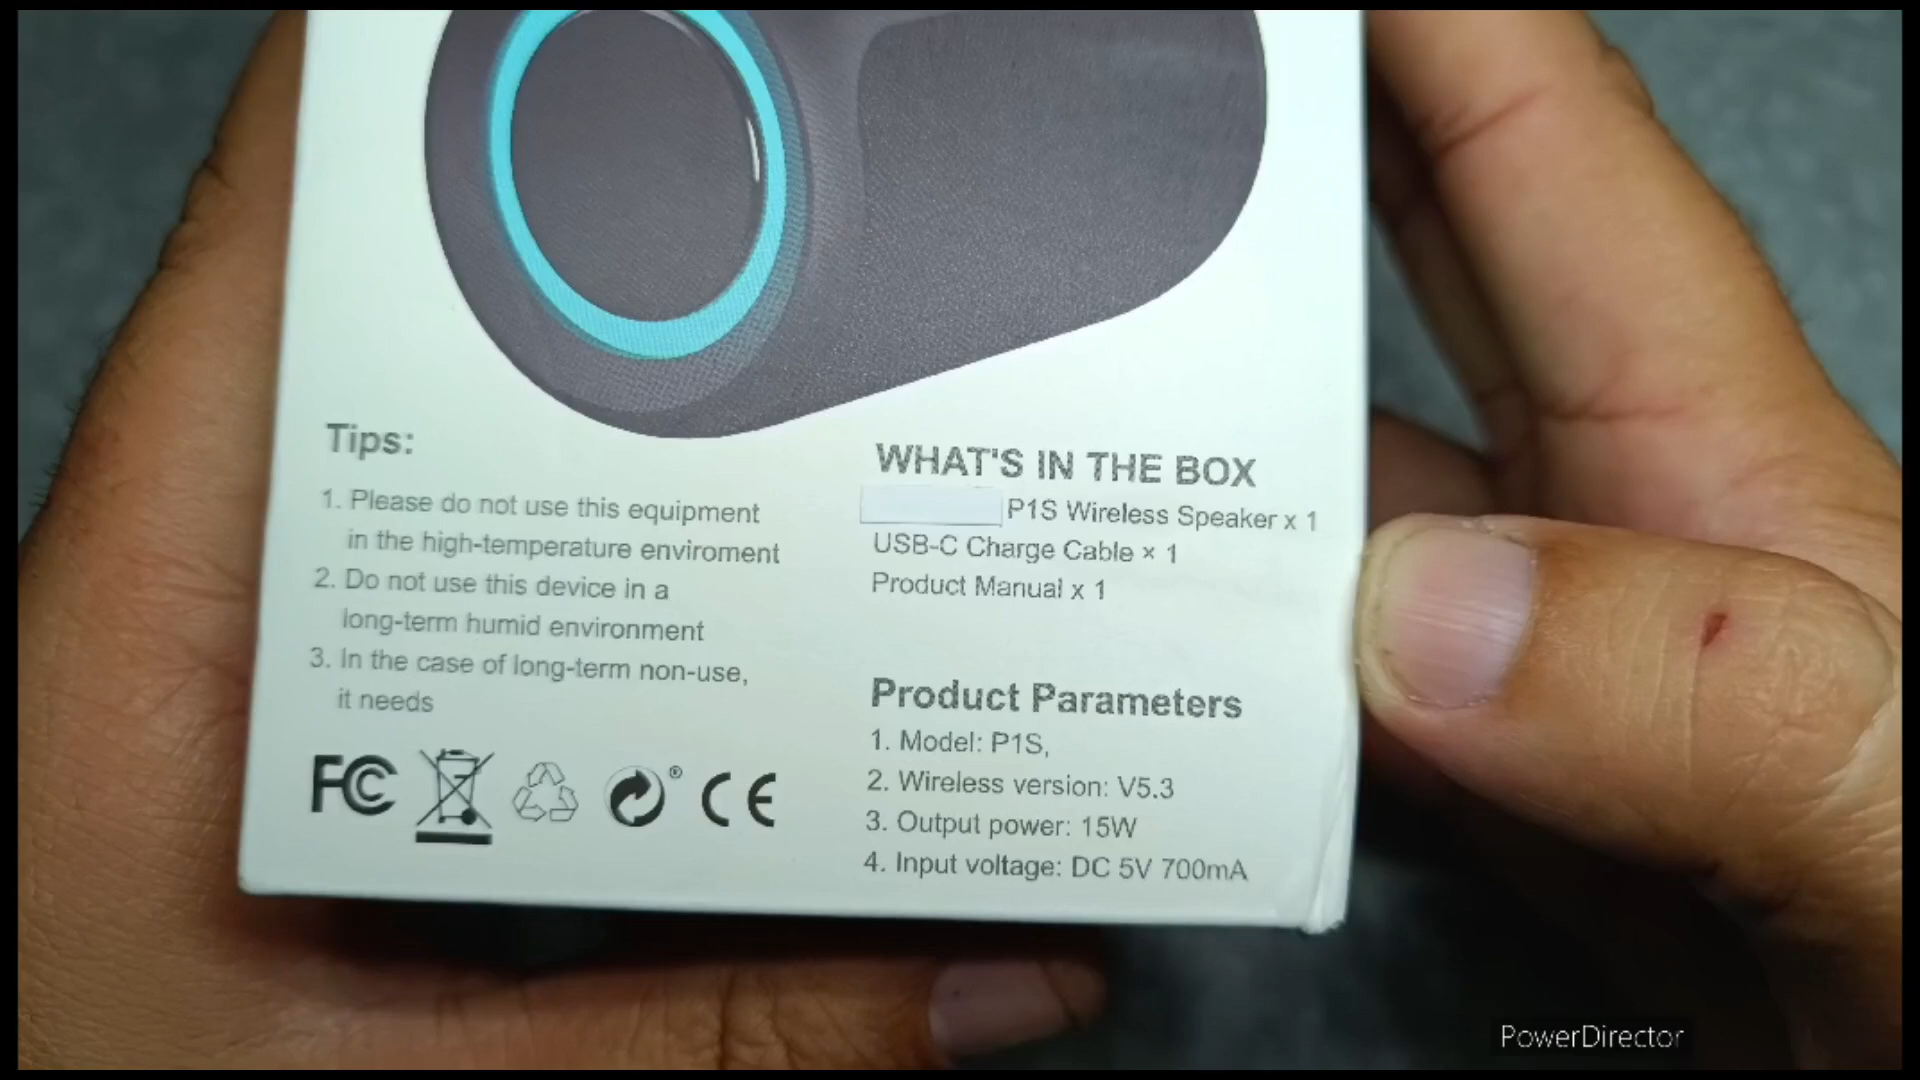 Tips:
1. Please do not use this equipment
in the high-temperature enviroment
2. Do not use this device in a
long-term humid environment
3. In the case of long-term non-use,
it needs
FC
CE
WHAT'S IN THE BOX
P1S Wireless Speaker x 1
USB-C Charge Cable × 1
Product Manual x 1
Product Parameters
1. Model: P1S,
2. Wireless version: V5.3
3. Output power: 15W
4. Input voltage: DC 5V 700mA
PowerDirector